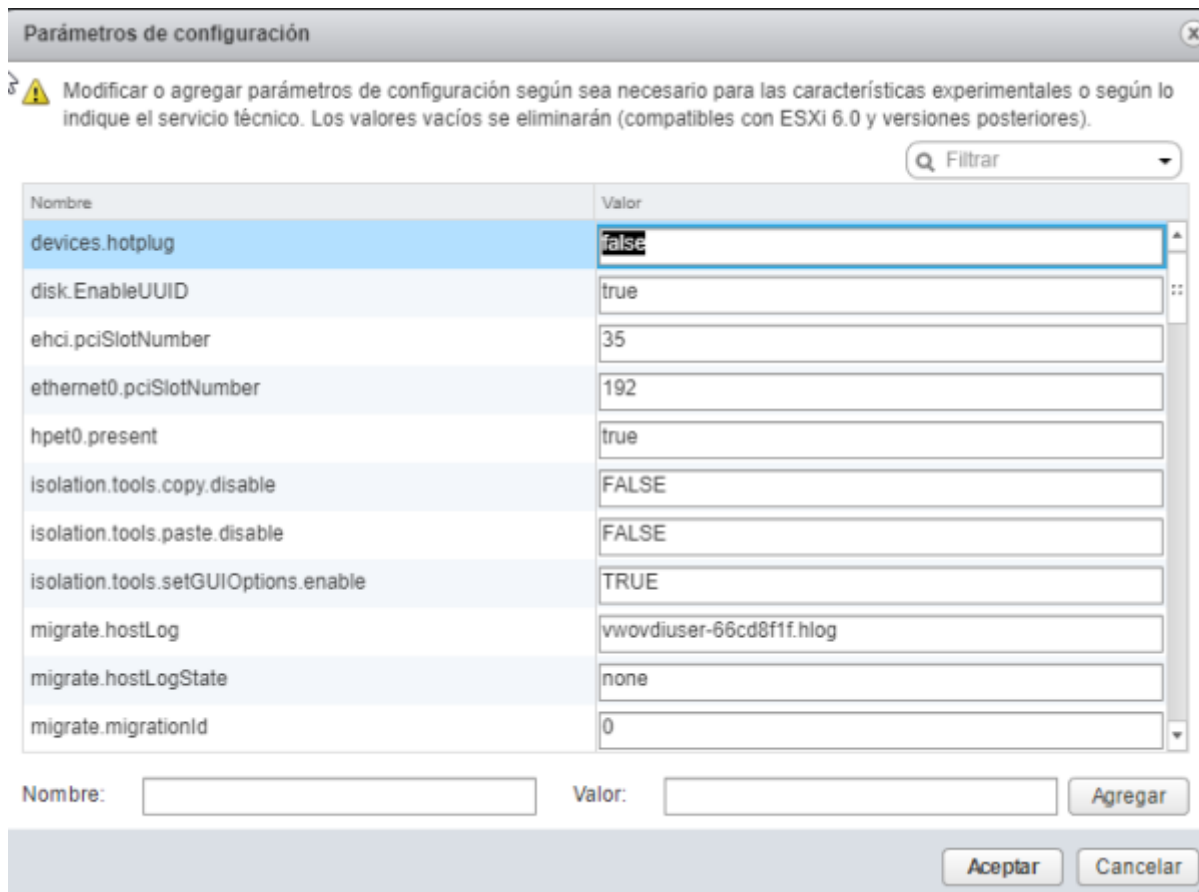 Parámetros de configuración
Modificar o agregar parámetros de configuración según sea necesario para las características experimentales o según lo
indique el servicio técnico. Los valores vacíos se eliminarán (compatibles con ESXi 6.0 y versiones posteriores).
Filtrar
Nombre Valor
devices.hotplug false
disk.EnableUUID true
ehci.pciSlotNumber 35
ethernet0.pciSlotNumber 192
hpet0.present true
isolation.tools.copy.disable FALSE
isolation.tools.paste.disable FALSE
isolation.tools.setGUIOptions.enable TRUE
migrate.hostLog vwovdiuser-66cd8f1f.hlog
migrate.hostLogState none
migrate.migrationId 0
Nombre: Valor: Agregar
Aceptar Cancelar